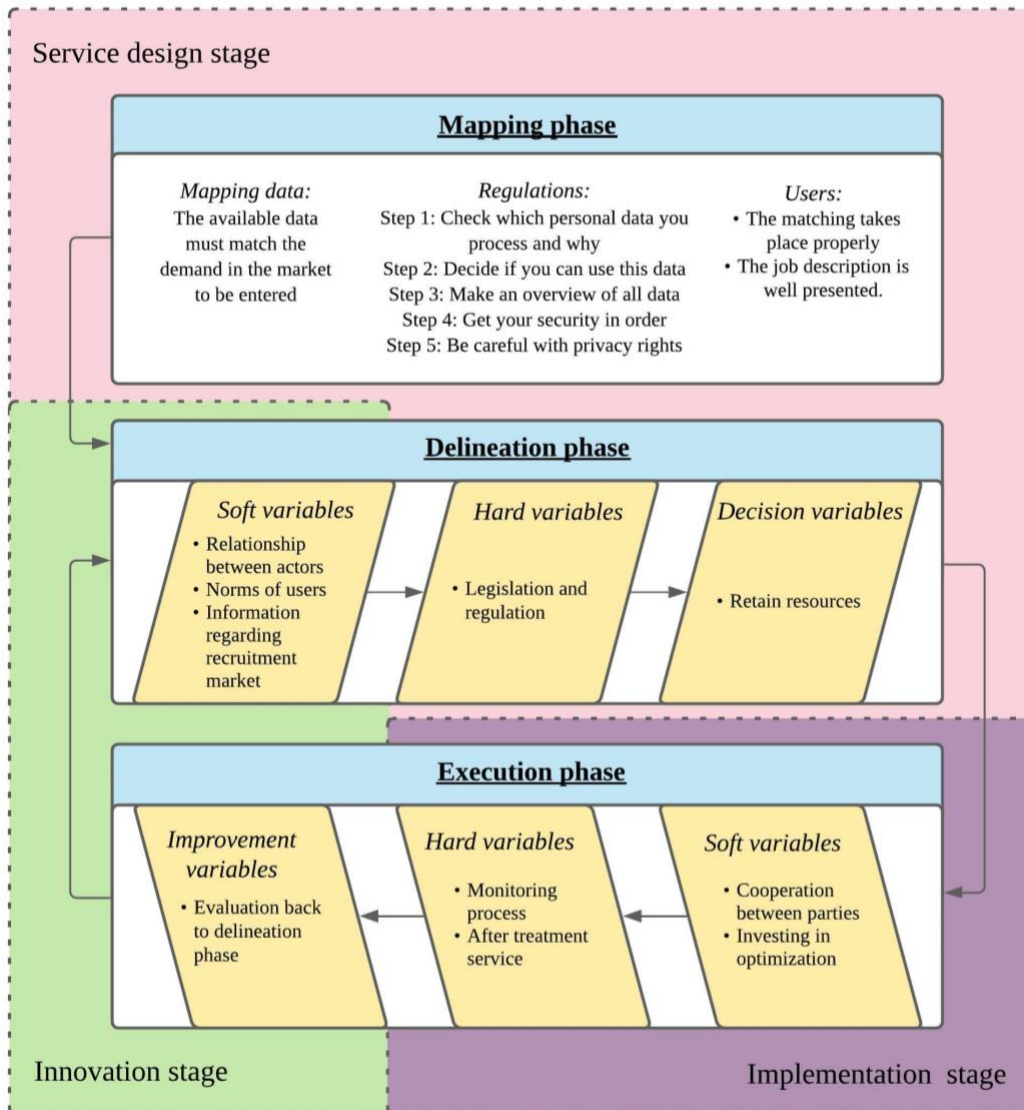 Service design stage
Mapping phase
Mapping data:
The available data
must match the
demand in the market
to be entered
Regulations:
Step 1: Check which personal data you
process and why
Step 2: Decide if you can use this data
Step 3: Make an overview of all data
Step 4: Get your security in order
Step 5: Be careful with privacy rights
Users:
• The matching takes
place properly
• The job description is
well presented.
Delineation phase
Soft variables
• Relationship
between actors
• Norms of users
• Information
regarding
recruitment
market
Hard variables
• Legislation and
regulation
Decision variables
• Retain resources
Execution phase
Improvement
variables
• Evaluation back
to delineation
phase
Hard variables
• Monitoring
process
• After treatment
service
Soft variables
• Cooperation
between parties
• Investing in
optimization
Innovation stage
Implementation stage